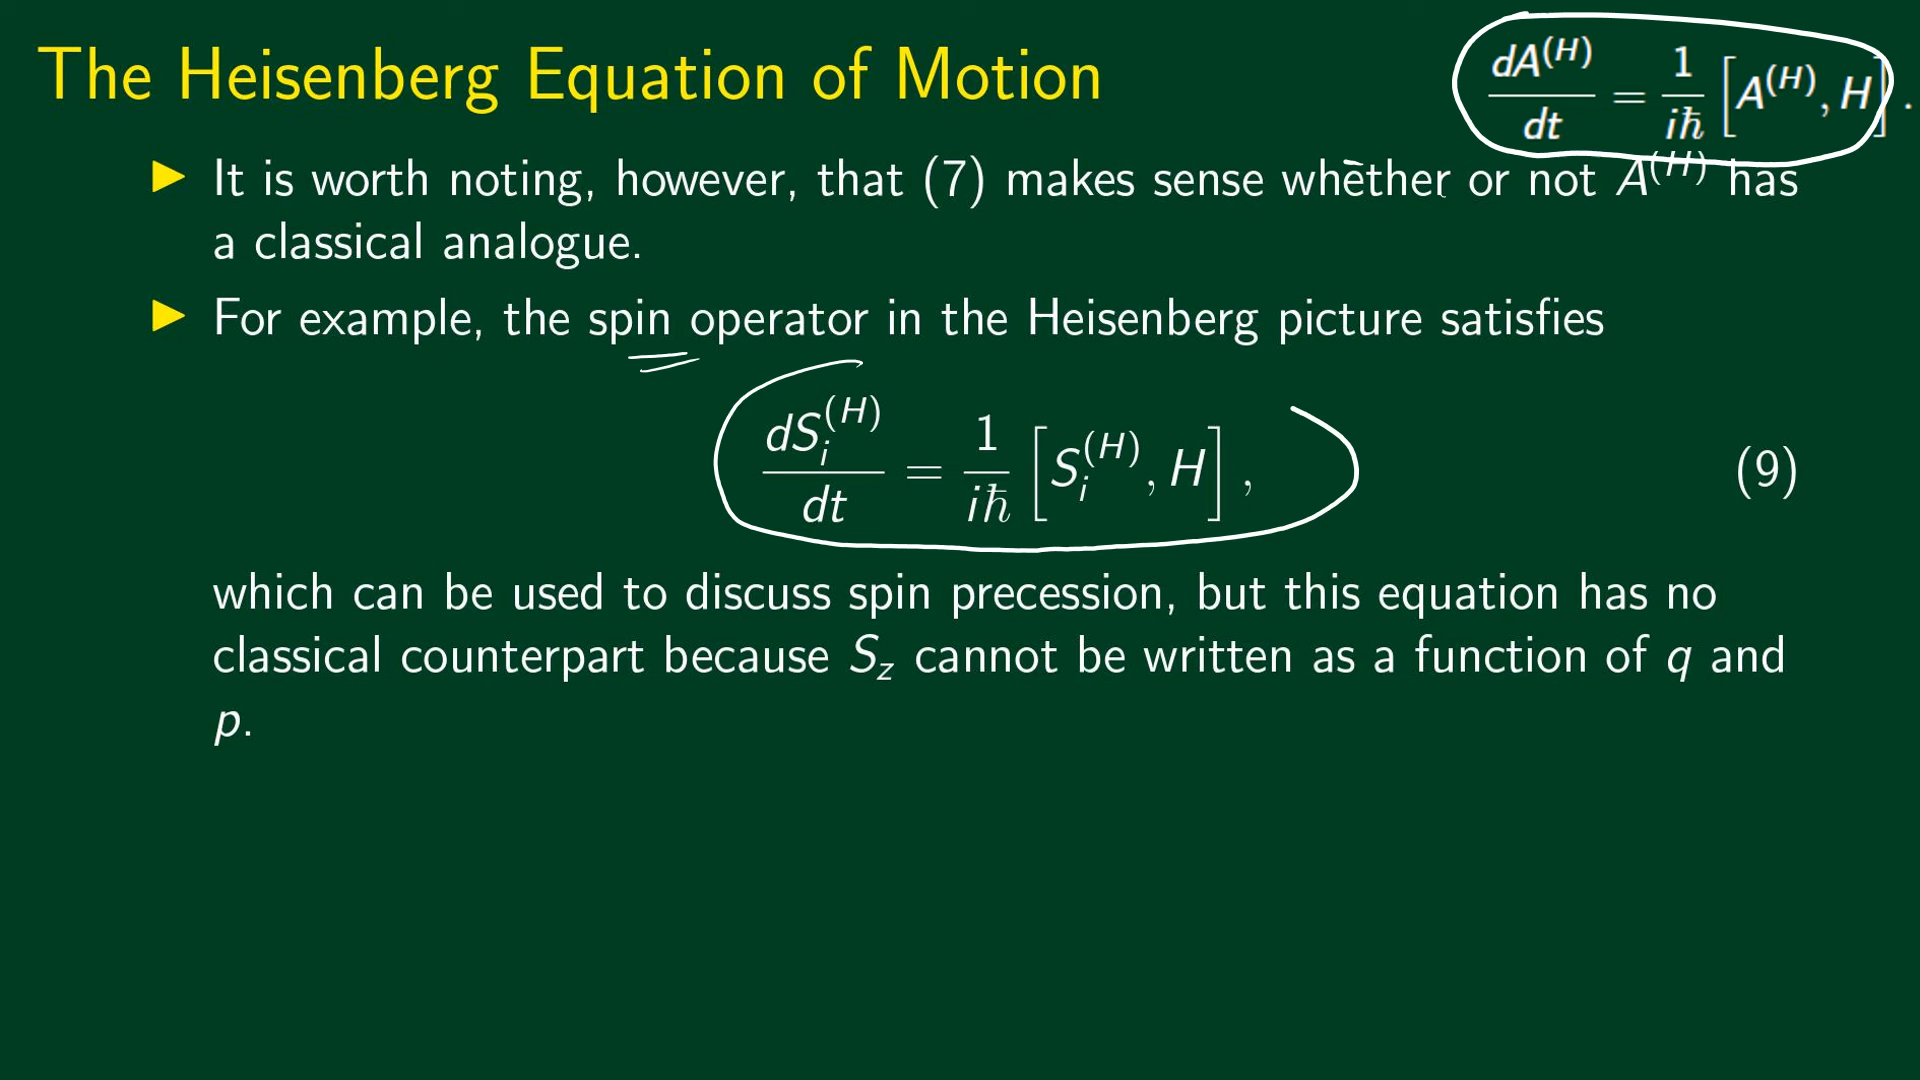 The Heisenberg Equation of Motion
dA^(H)/dt = 1/iħ [A^(H), H].
▶ It is worth noting, however, that (7) makes sense whether or not A^(H) has
a classical analogue.
▶ For example, the spin operator in the Heisenberg picture satisfies
dS_i^(H)/dt = 1/iħ [S_i^(H), H], (9)
which can be used to discuss spin precession, but this equation has no
classical counterpart because S_z cannot be written as a function of q and
p.